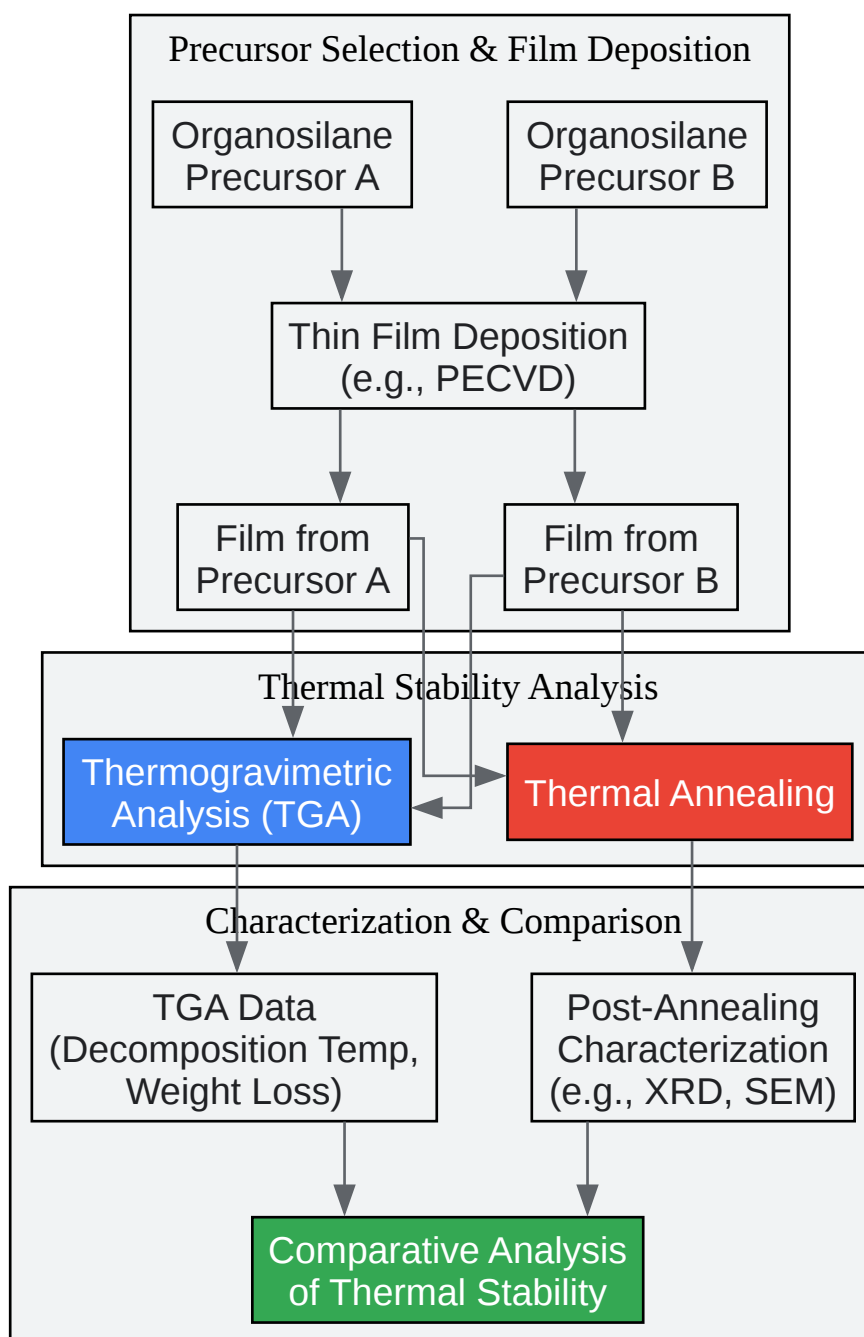 Precursor Selection & Film Deposition
Organosilane
Precursor A
Organosilane
Precursor B
Thin Film Deposition
(e.g., PECVD)
Film from
Precursor A
Film from
Precursor B
Thermal Stability Analysis
Thermogravimetric
Analysis (TGA)
Thermal Annealing
Characterization & Comparison
TGA Data
(Decomposition Temp,
Weight Loss)
Post-Annealing
Characterization
(e.g., XRD, SEM)
Comparative Analysis
of Thermal Stability